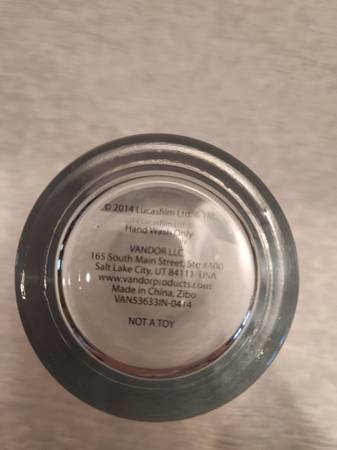 © 2014 Lucasfilm Ltd. & TM
Hand Wash Only
VANDOR LLC
165 South Main Street, Ste #500
Salt Lake City, UT 84111 USA
www.vandorproducts.com
Made in China, Zibo
VAN53633IN-0414
NOT A TOY